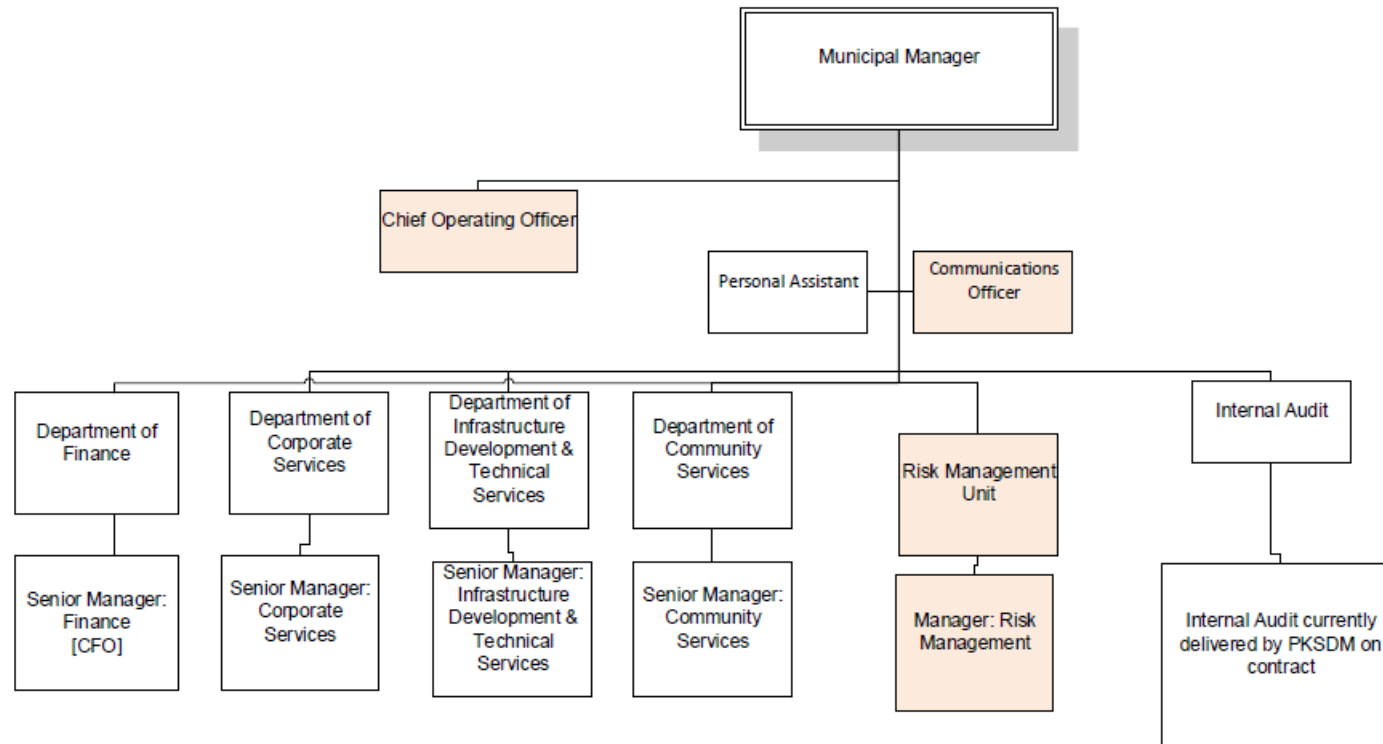 Municipal Manager
Chief Operating Officer
Personal Assistant
Communications
Officer
Department of
Finance
Department of
Corporate
Services
Department of
Infrastructure
Development &
Technical
Services
Department of
Community
Services
Risk Management
Unit
Internal Audit
Senior Manager:
Finance
[CFO]
Senior Manager:
Corporate
Services
Senior Manager:
Infrastructure
Development &
Technical
Services
Senior Manager:
Community
Services
Manager: Risk
Management
Internal Audit currently
delivered by PKSDM on
contract